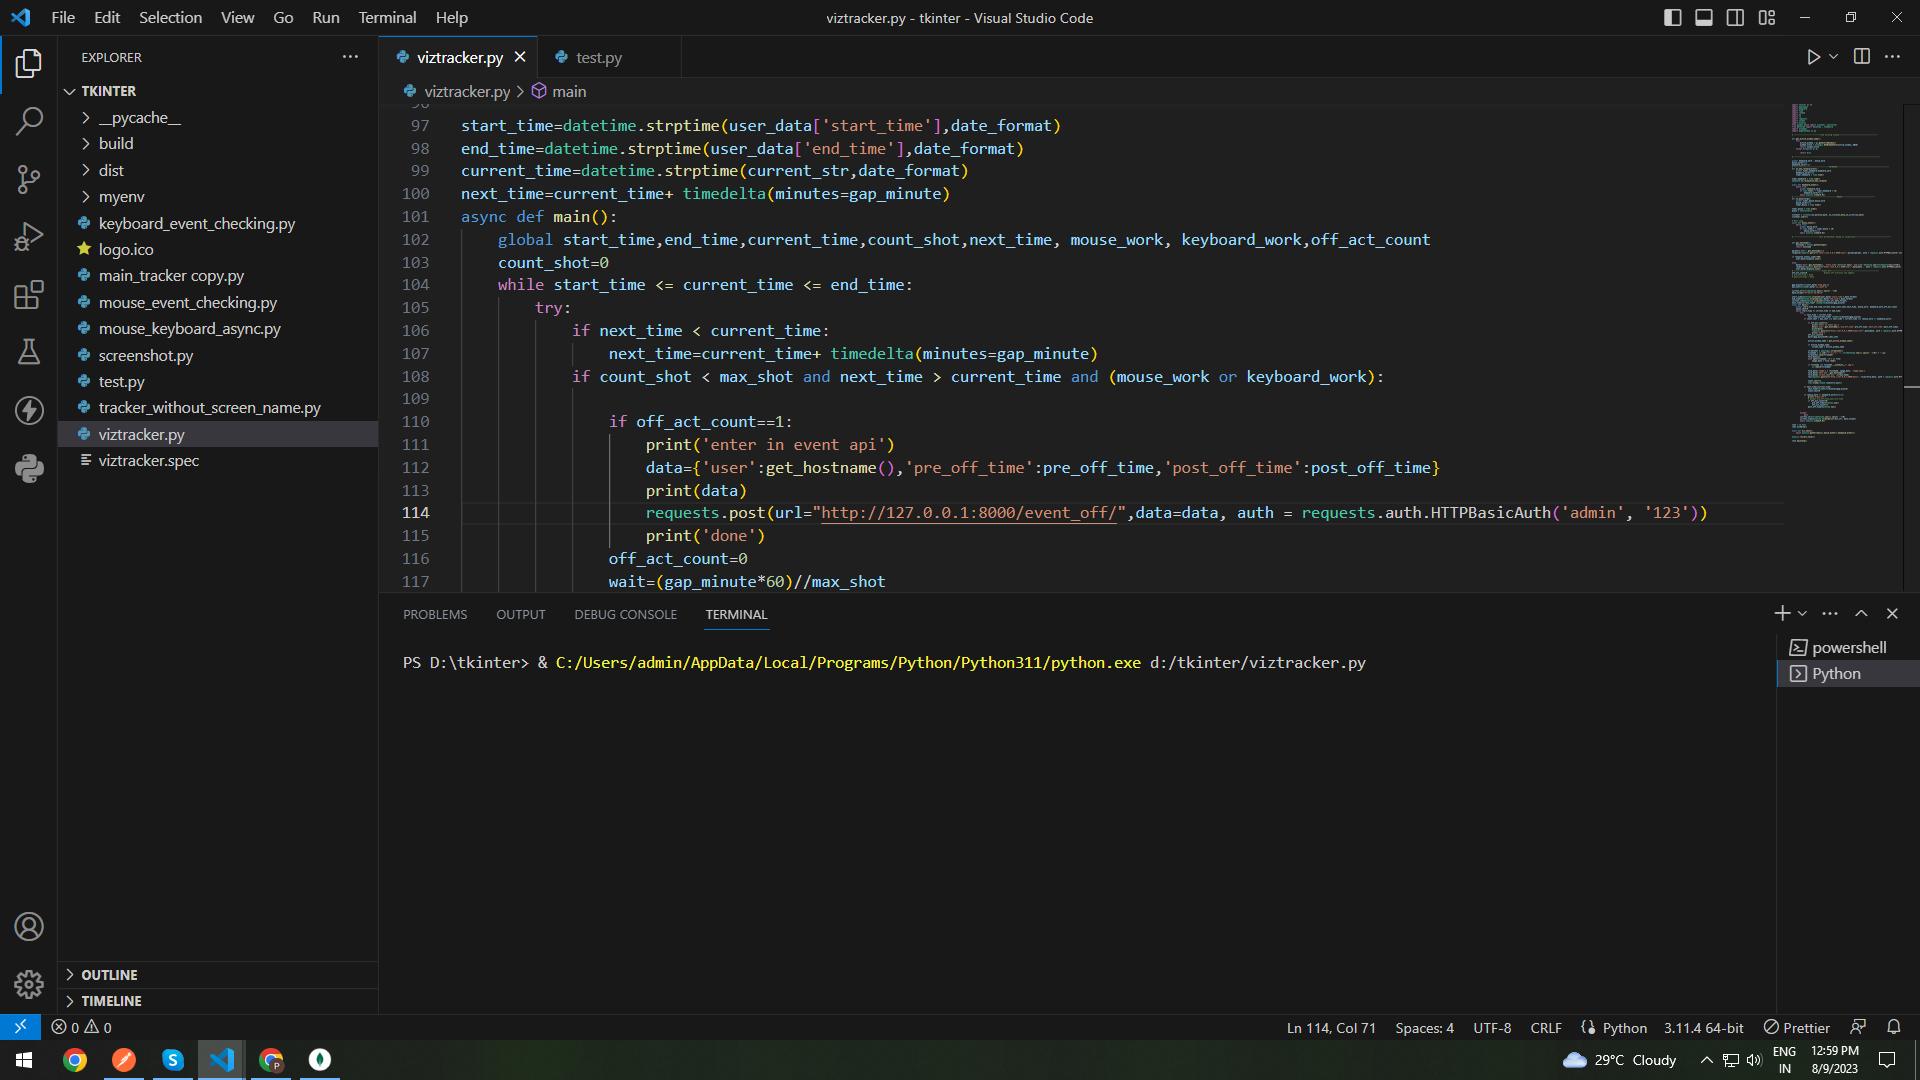 File Edit Selection View Go Run Terminal Help
viztracker.py - tkinter - Visual Studio Code
EXPLORER
TKINTER
__pycache__
build
dist
myenv
keyboard_event_checking.py
logo.ico
main_tracker copy.py
mouse_event_checking.py
mouse_keyboard_async.py
screenshot.py
test.py
tracker_without_screen_name.py
viztracker.py
viztracker.spec
OUTLINE
TIMELINE
viztracker.py test.py
viztracker.py > main
96
97 start_time=datetime.strptime(user_data['start_time'],date_format)
98 end_time=datetime.strptime(user_data['end_time'],date_format)
99 current_time=datetime.strptime(current_str,date_format)
100 next_time=current_time+ timedelta(minutes=gap_minute)
101 async def main():
102 global start_time,end_time,current_time,count_shot,next_time, mouse_work, keyboard_work,off_act_count
103 count_shot=0
104 while start_time <= current_time <= end_time:
105 try:
106 if next_time < current_time:
107 next_time=current_time+ timedelta(minutes=gap_minute)
108 if count_shot < max_shot and next_time > current_time and (mouse_work or keyboard_work):
109
110 if off_act_count==1:
111 print('enter in event api')
112 data={'user':get_hostname(),'pre_off_time':pre_off_time,'post_off_time':post_off_time}
113 print(data)
114 requests.post(url="http://127.0.0.1:8000/event_off/",data=data, auth = requests.auth.HTTPBasicAuth('admin', '123'))
115 print('done')
116 off_act_count=0
117 wait=(gap_minute*60)//max_shot
PROBLEMS OUTPUT DEBUG CONSOLE TERMINAL
PS D:\tkinter> & C:/Users/admin/AppData/Local/Programs/Python/Python311/python.exe d:/tkinter/viztracker.py
powershell
Python
0 0
Ln 114, Col 71 Spaces: 4 UTF-8 CRLF Python 3.11.4 64-bit Prettier
29°C Cloudy
ENG
IN
12:59 PM
8/9/2023